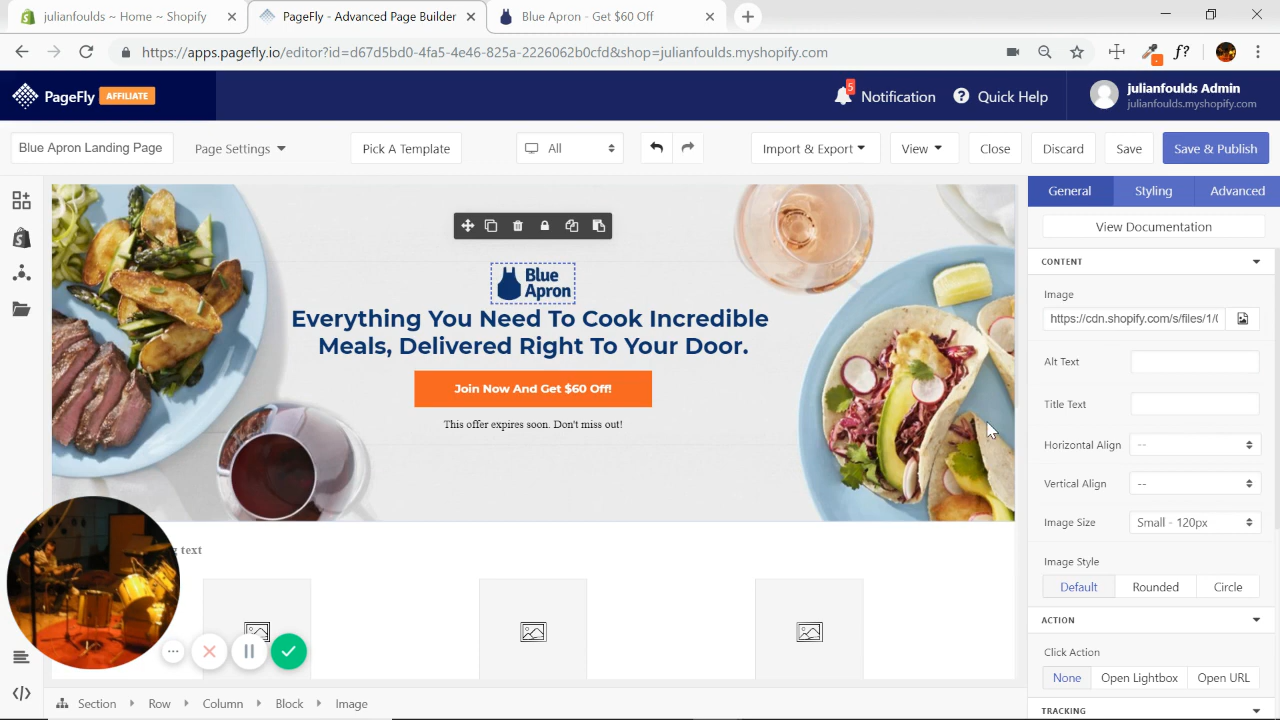 julianfoulds ~ Home ~ Shopify
PageFly - Advanced Page Builder
Blue Apron - Get $60 Off
https://apps.pagefly.io/editor?id=d67d5bd0-4fa5-4e46-825a-2226062b0cfd&shop=julianfoulds.myshopify.com
f?
PageFly AFFILIATE
5
Notification
Quick Help
julianfoulds Admin
julianfoulds.myshopify.com
Blue Apron Landing Page
Page Settings
Pick A Template
All
Import & Export
View
Close
Discard
Save
Save & Publish
General
Styling
Advanced
View Documentation
CONTENT
Image
https://cdn.shopify.com/s/files/1/0
Alt Text
Title Text
Horizontal Align --
Vertical Align --
Image Size Small - 120px
Image Style
Default Rounded Circle
ACTION
Click Action
None Open Lightbox Open URL
TRACKING
Blue
Apron
Everything You Need To Cook Incredible
Meals, Delivered Right To Your Door.
Join Now And Get $60 Off!
This offer expires soon. Don't miss out!
text
Section Row Column Block Image